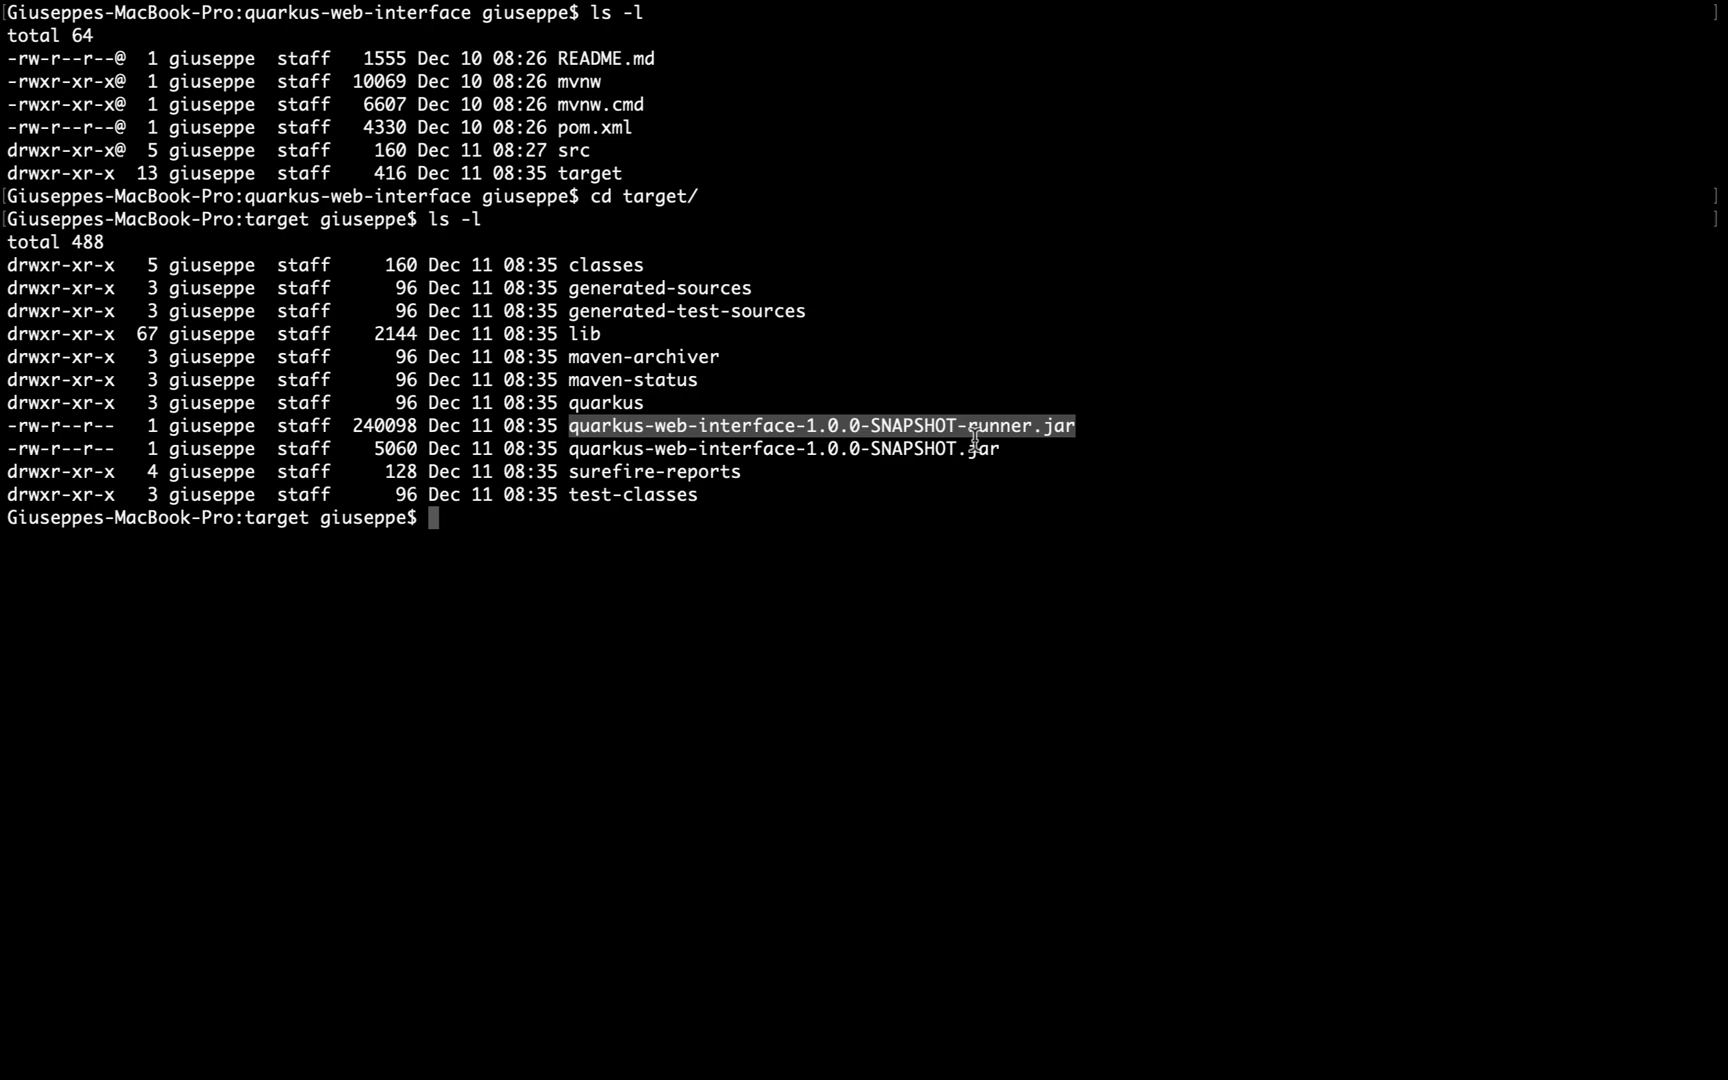 [Giuseppes-MacBook-Pro:quarkus-web-interface giuseppe$ ls -l ]
total 64
-rw-r--r--@  1 giuseppe  staff   1555 Dec 10 08:26 README.md
-rwxr-xr-x@  1 giuseppe  staff  10069 Dec 10 08:26 mvnw
-rwxr-xr-x@  1 giuseppe  staff   6607 Dec 10 08:26 mvnw.cmd
-rw-r--r--@  1 giuseppe  staff   4330 Dec 10 08:26 pom.xml
drwxr-xr-x@  5 giuseppe  staff    160 Dec 11 08:27 src
drwxr-xr-x  13 giuseppe  staff    416 Dec 11 08:35 target
[Giuseppes-MacBook-Pro:quarkus-web-interface giuseppe$ cd target/ ]
[Giuseppes-MacBook-Pro:target giuseppe$ ls -l ]
total 488
drwxr-xr-x   5 giuseppe  staff     160 Dec 11 08:35 classes
drwxr-xr-x   3 giuseppe  staff      96 Dec 11 08:35 generated-sources
drwxr-xr-x   3 giuseppe  staff      96 Dec 11 08:35 generated-test-sources
drwxr-xr-x  67 giuseppe  staff    2144 Dec 11 08:35 lib
drwxr-xr-x   3 giuseppe  staff      96 Dec 11 08:35 maven-archiver
drwxr-xr-x   3 giuseppe  staff      96 Dec 11 08:35 maven-status
drwxr-xr-x   3 giuseppe  staff      96 Dec 11 08:35 quarkus
-rw-r--r--   1 giuseppe  staff  240098 Dec 11 08:35 quarkus-web-interface-1.0.0-SNAPSHOT-runner.jar
-rw-r--r--   1 giuseppe  staff    5060 Dec 11 08:35 quarkus-web-interface-1.0.0-SNAPSHOT.jar
drwxr-xr-x   4 giuseppe  staff     128 Dec 11 08:35 surefire-reports
drwxr-xr-x   3 giuseppe  staff      96 Dec 11 08:35 test-classes
Giuseppes-MacBook-Pro:target giuseppe$